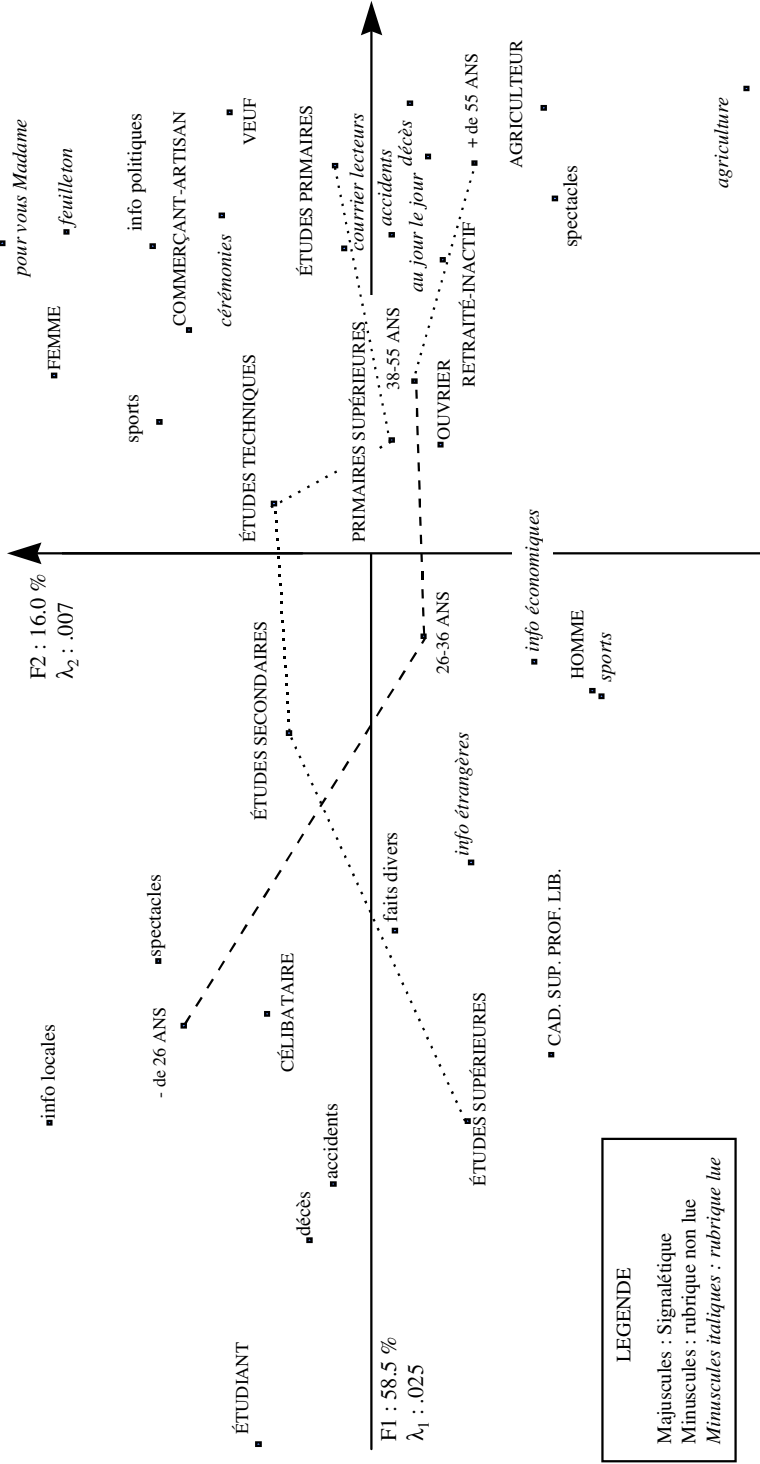 pour vous Madame
feuilleton
FEMME
info politiques
COMMERÇANT-ARTISAN
VEUF
cérémonies
sports
F2 : 16.0 %
λ2 : .007
info locales
spectacles
- de 26 ANS
ÉTUDES TECHNIQUES
ÉTUDES SECONDAIRES
CÉLIBATAIRE
ÉTUDIANT
décès
accidents
ÉTUDES PRIMAIRES
courrier lecteurs
PRIMAIRES SUPÉRIEURES
accidents
décès
au jour le jour
38-55 ANS
F1 : 58.5 %
λ1 : .025
faits divers
26-36 ANS
OUVRIER
RETRAITÉ-INACTIF
+ de 55 ANS
info étrangères
ÉTUDES SUPÉRIEURES
AGRICULTEUR
info économiques
CAD. SUP. PROF. LIB.
spectacles
HOMME
sports
agriculture
LEGENDE
Majuscules : Signalétique
Minuscules : rubrique non lue
Minuscules italiques : rubrique lue